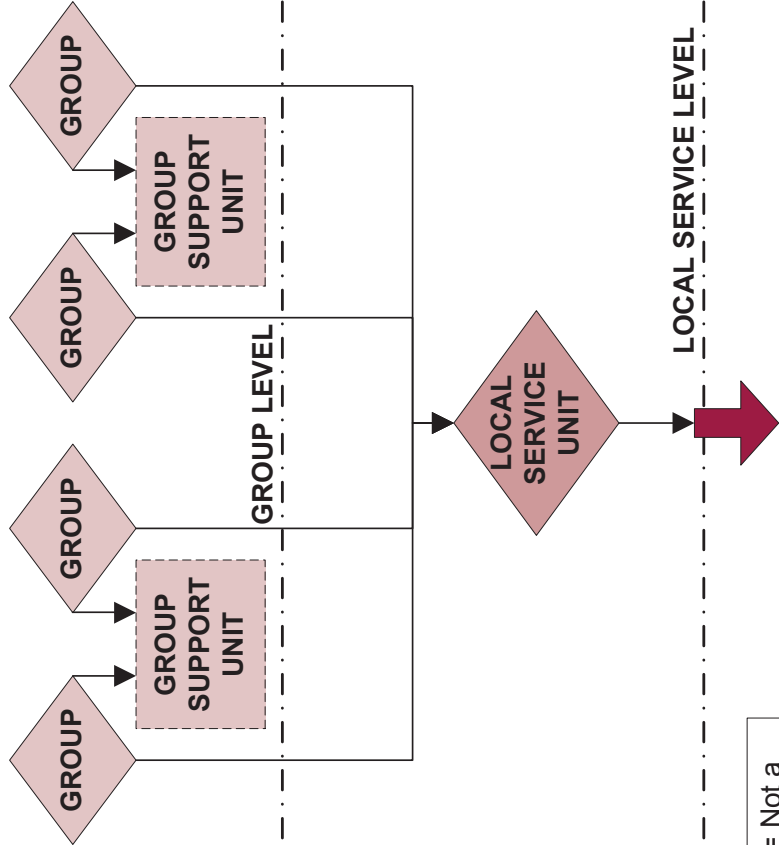 GROUP
GROUP
GROUP
GROUP
GROUP
SUPPORT
UNIT
GROUP
SUPPORT
UNIT
GROUP LEVEL
LOCAL
SERVICE
UNIT
LOCAL SERVICE LEVEL
= Not a